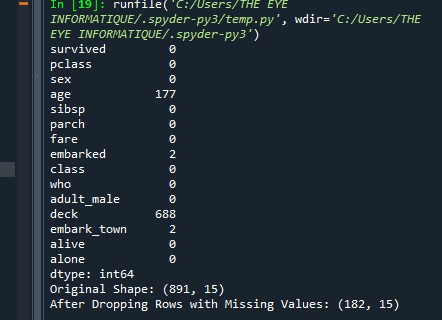 In [19]: runfile('C:/Users/THE EYE
INFORMATIQUE/.spyder-py3/temp.py', wdir='C:/Users/THE
EYE INFORMATIQUE/.spyder-py3')
survived 0
pclass 0
sex 0
age 177
sibsp 0
parch 0
fare 0
embarked 2
class 0
who 0
adult_male 0
deck 688
embark_town 2
alive 0
alone 0
dtype: int64
Original Shape: (891, 15)
After Dropping Rows with Missing Values: (182, 15)